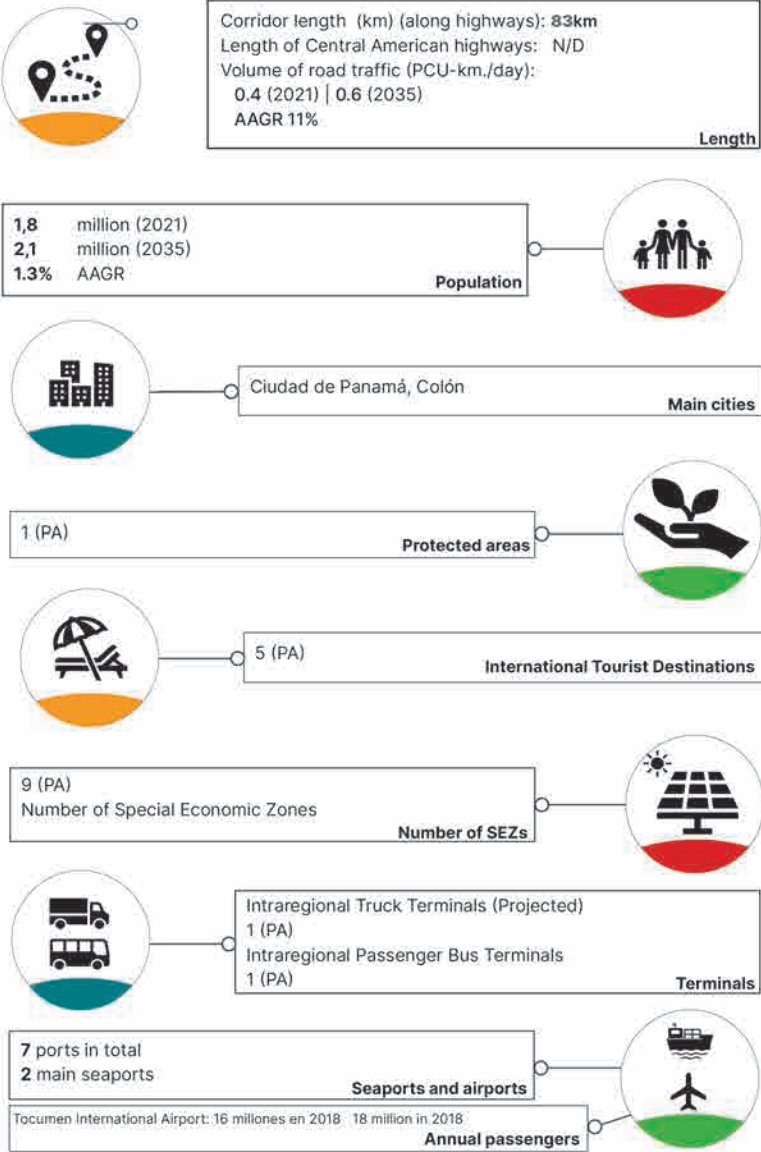 Corridor length (km) (along highways): 83km
Length of Central American highways: N/D
Volume of road traffic (PCU-km./day):
0.4 (2021) | 0.6 (2035)
AAGR 11%
Length
1,8 million (2021)
2,1 million (2035)
1.3% AAGR
Population
Ciudad de Panamá, Colón
Main cities
1 (PA)
Protected areas
5 (PA)
International Tourist Destinations
9 (PA)
Number of Special Economic Zones
Number of SEZs
Intraregional Truck Terminals (Projected)
1 (PA)
Intraregional Passenger Bus Terminals
1 (PA)
Terminals
7 ports in total
2 main seaports
Seaports and airports
Tocumen International Airport: 16 millones en 2018 18 million in 2018
Annual passengers